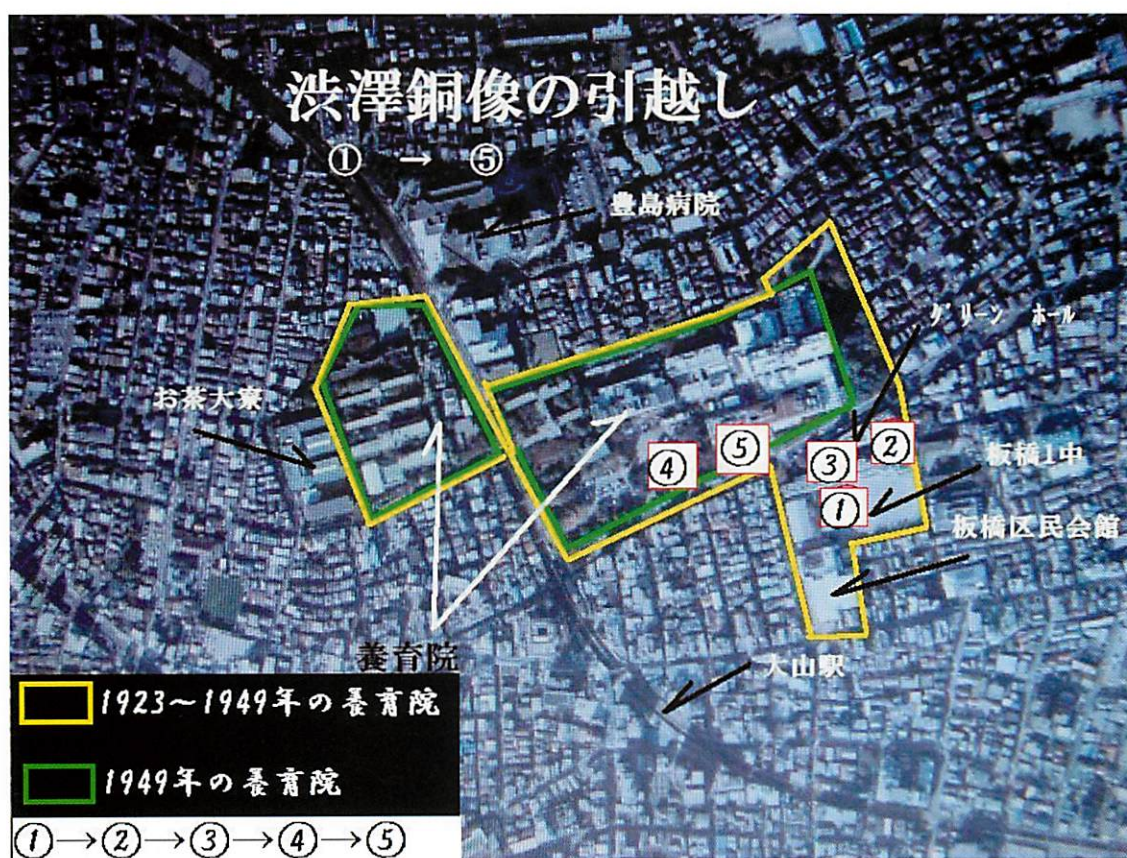 渋澤銅像の引越し
① → ⑤
豊島病院
グリーン ホール
お茶大寮
④
⑤
③
②
①
板橋1中
板橋区民会館
養育院
大山駅
1923～1949年の養育院
1949年の養育院
①→②→③→④→⑤